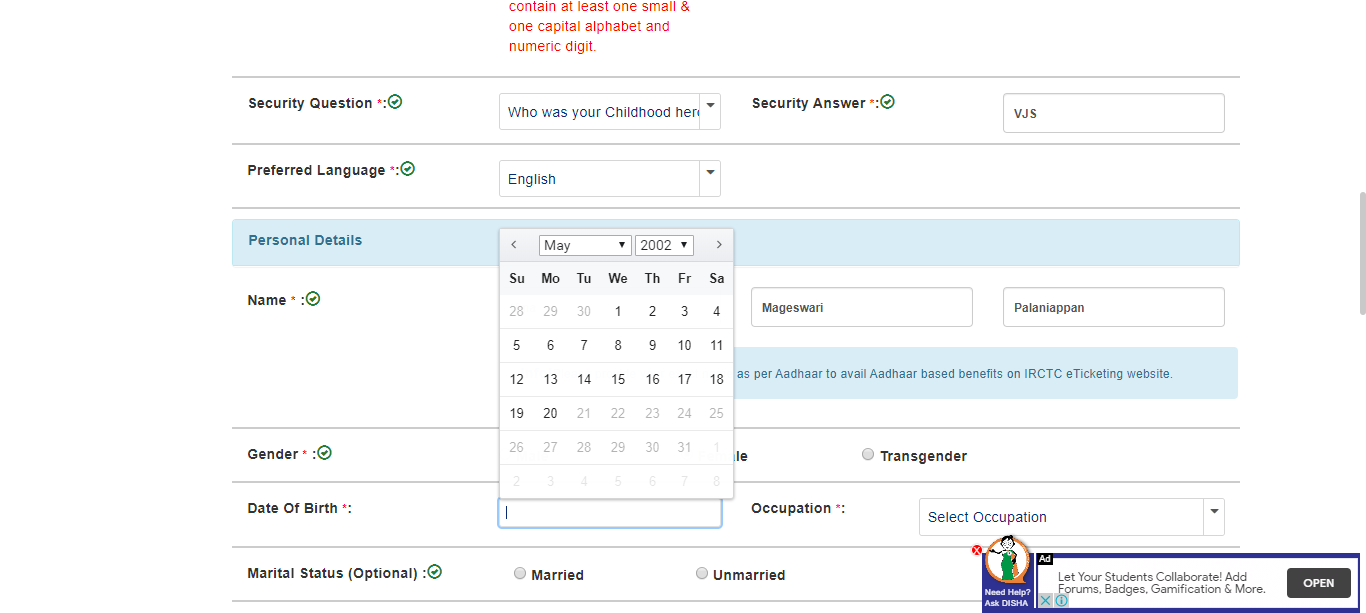 contain at least one small &
one capital alphabet and
numeric digit.
Security Question *:
Who was your Childhood her
Security Answer *:
VJS
Preferred Language *:
English
Personal Details
May 2002
Su Mo Tu We Th Fr Sa
28 29 30 1 2 3 4
5 6 7 8 9 10 11
12 13 14 15 16 17 18
19 20 21 22 23 24 25
26 27 28 29 30 31 1
2 3 4 5 6 7 8
Name * :
Mageswari
Palaniappan
as per Aadhaar to avail Aadhaar based benefits on IRCTC eTicketing website.
Gender * :
le
Transgender
Date Of Birth *:
Occupation *:
Select Occupation
Marital Status (Optional) :
Married
Unmarried
Need Help?
Ask DISHA
Ad
Let Your Students Collaborate! Add
Forums, Badges, Gamification & More.
OPEN